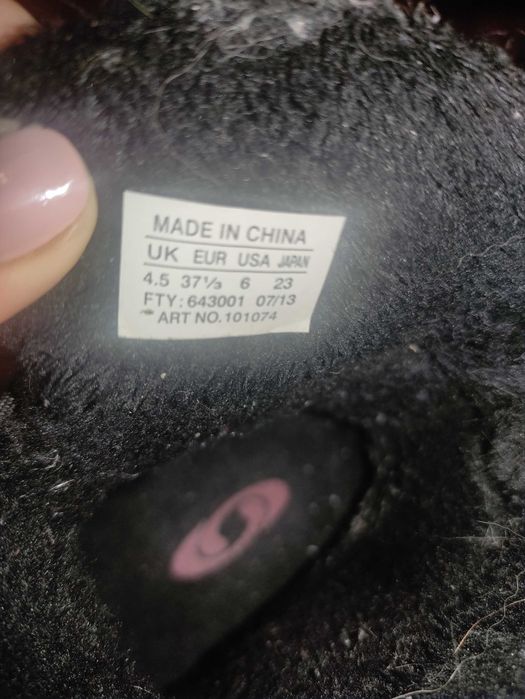 MADE IN CHINA
UK EUR USA JAPAN
4.5 37⅓ 6 23
FTY: 643001 07/13
ART NO.101074